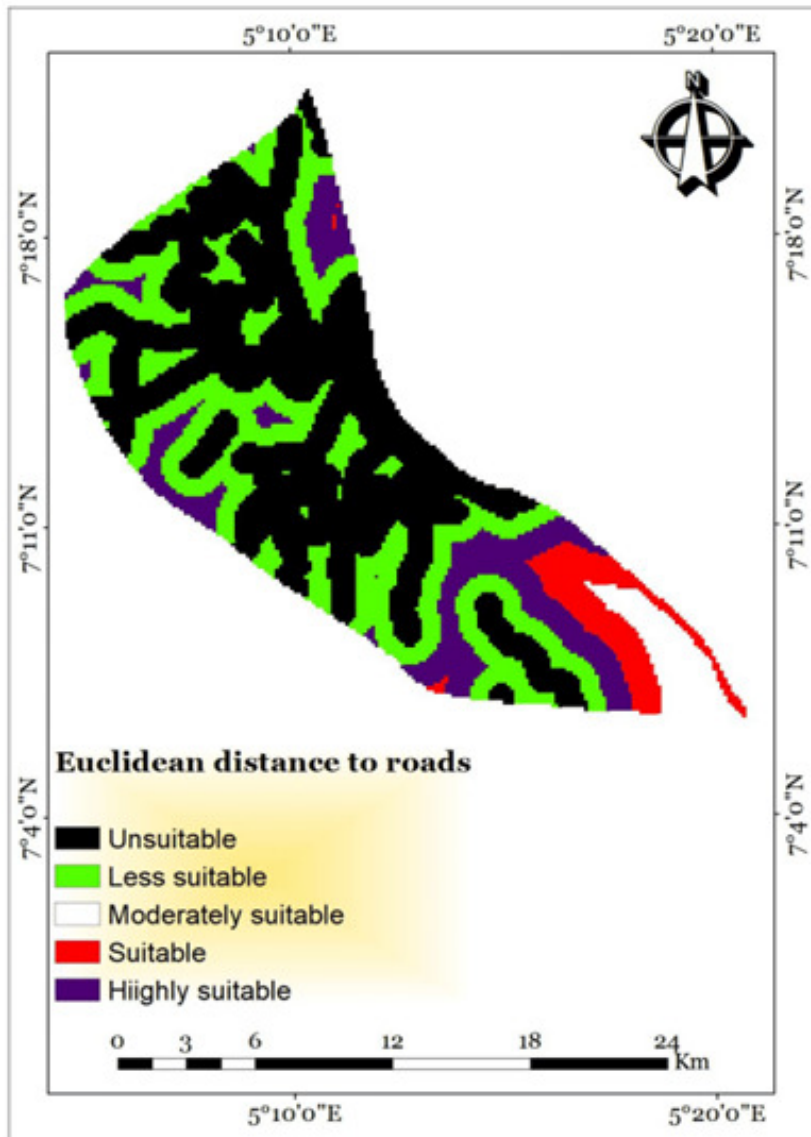 5°10'0"E 5°20'0"E
N
7°18'0"N 7°18'0"N
7°11'0"N 7°11'0"N
7°4'0"N 7°4'0"N
Euclidean distance to roads
Unsuitable
Less suitable
Moderately suitable
Suitable
Hiighly suitable
0 3 6 12 18 24
Km
5°10'0"E 5°20'0"E